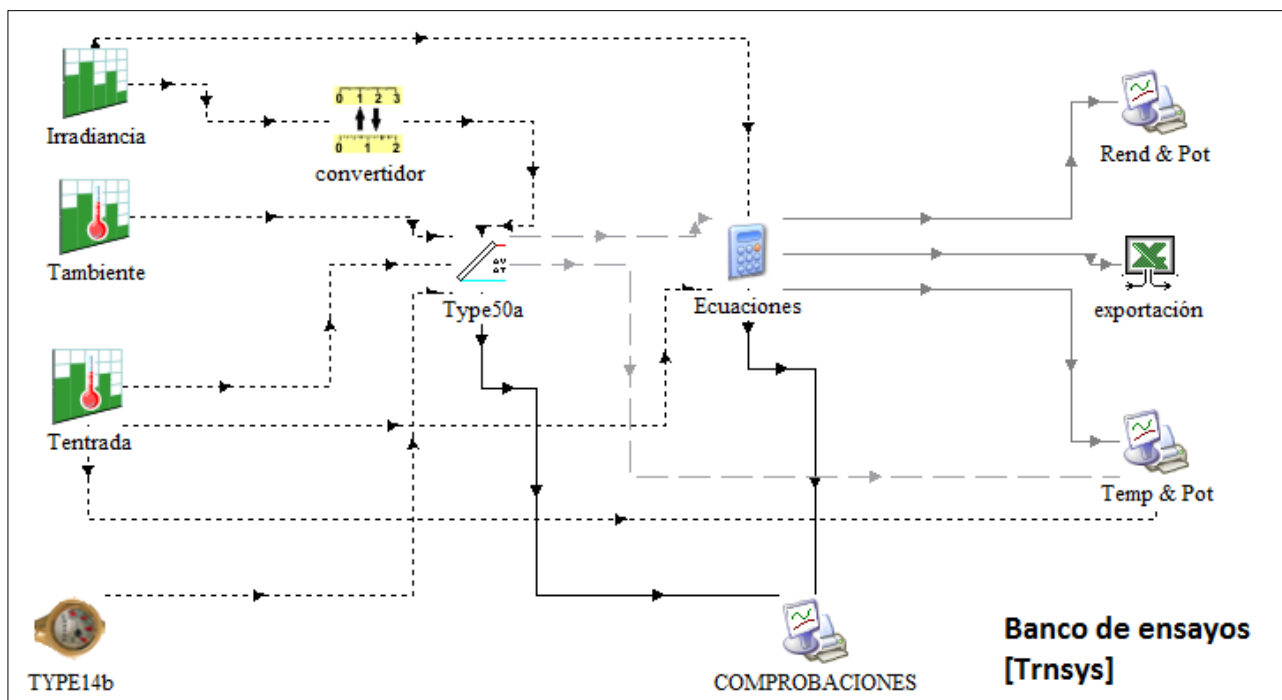 Irradiancia
0 1 2 3
0 1 2
convertidor
Rend & Pot
Tambiente
Type50a
Ecuaciones
exportación
Tentrada
Temp & Pot
TYPE14b
COMPROBACIONES
Banco de ensayos
[Trnsys]